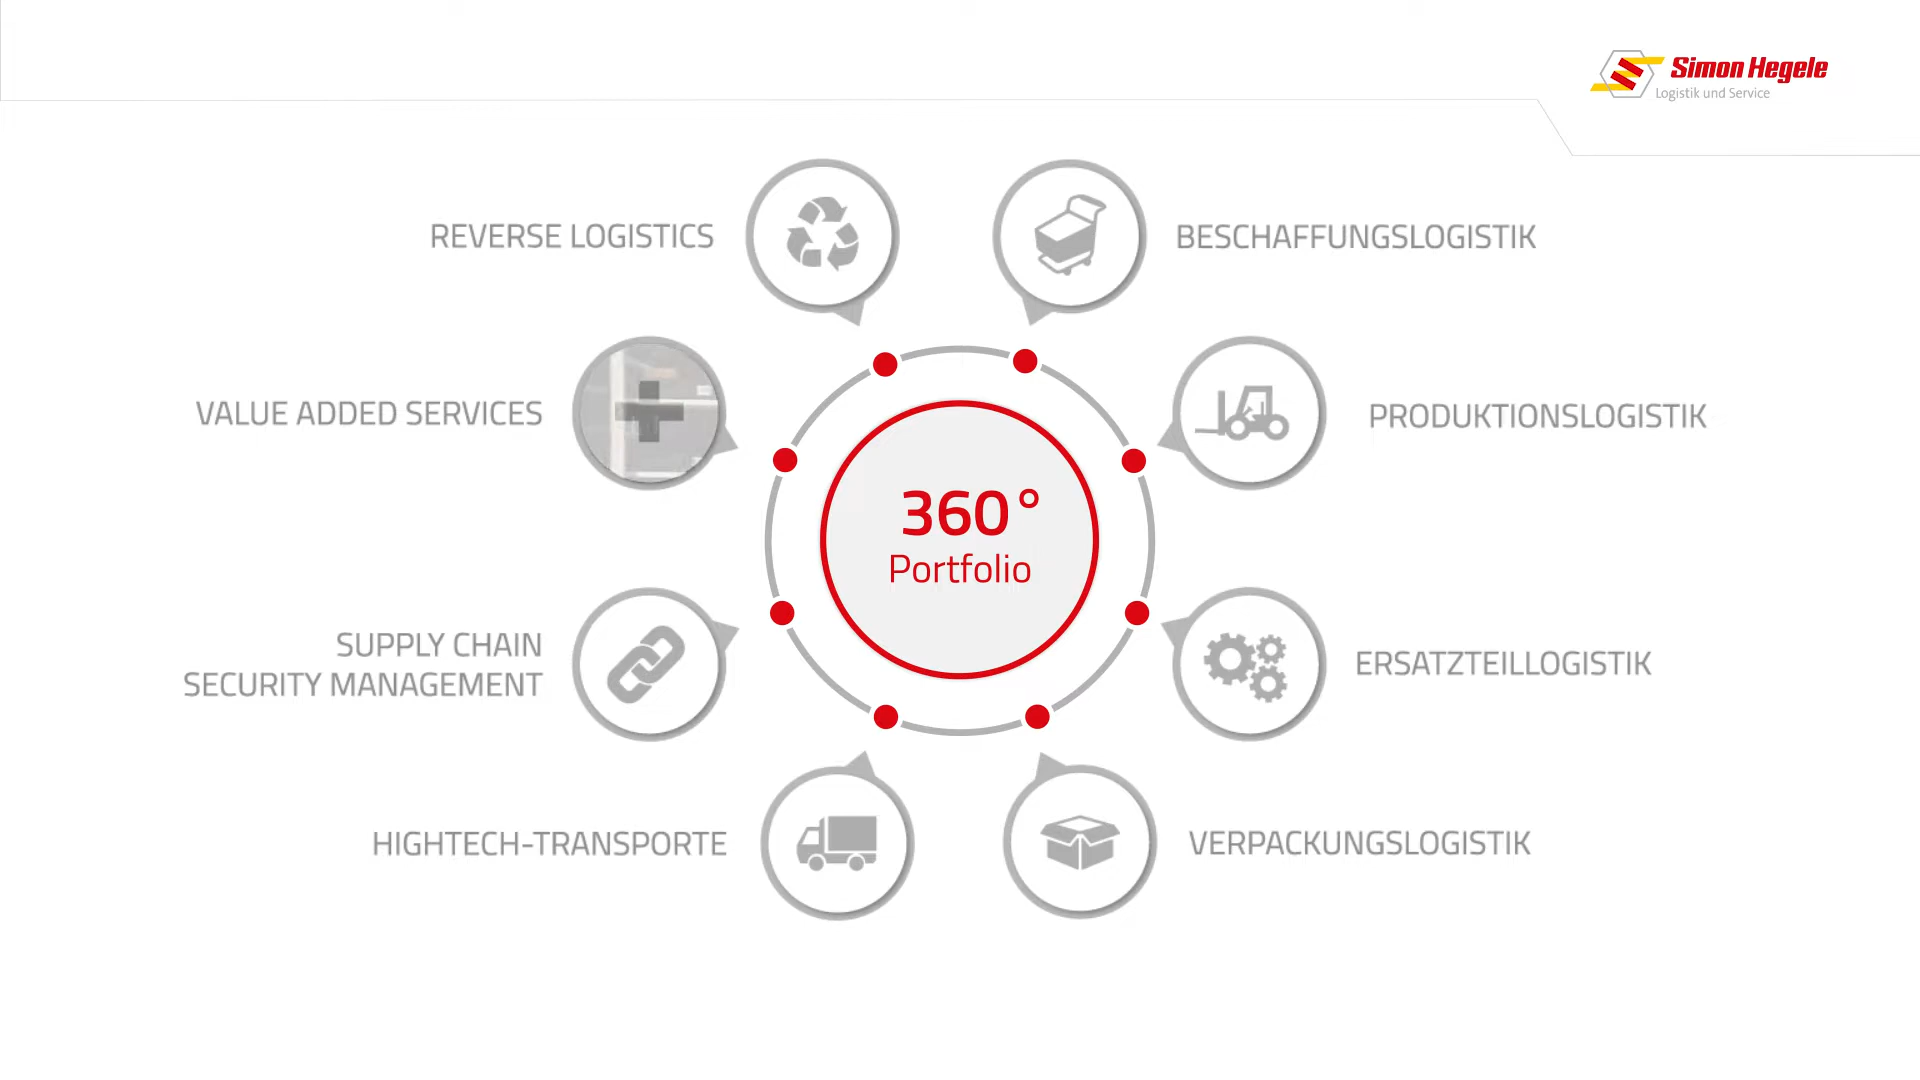 Simon Hegele
Logistik und Service
REVERSE LOGISTICS
BESCHAFFUNGSLOGISTIK
VALUE ADDED SERVICES
PRODUKTIONSLOGISTIK
360°
Portfolio
SUPPLY CHAIN
SECURITY MANAGEMENT
ERSATZTEILLOGISTIK
HIGHTECH-TRANSPORTE
VERPACKUNGSLOGISTIK